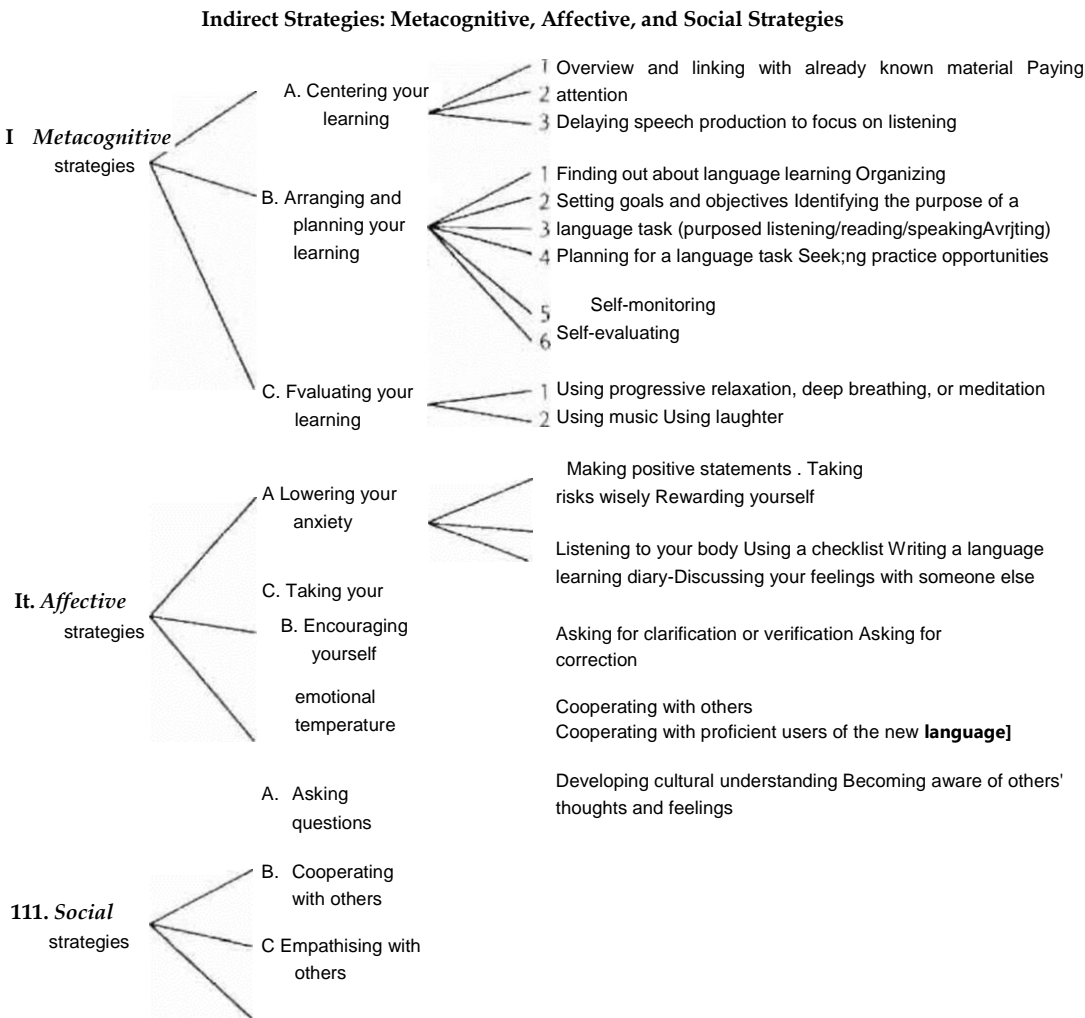 Indirect Strategies: Metacognitive, Affective, and Social Strategies
I Metacognitive
strategies
A. Centering your
learning
1 Overview and linking with already known material Paying
2 attention
3 Delaying speech production to focus on listening
B. Arranging and
planning your
learning
1 Finding out about language learning Organizing
2 Setting goals and objectives Identifying the purpose of a
3 language task (purposed listening/reading/speakingAvrjting)
4 Planning for a language task Seek;ng practice opportunities
5 Self-monitoring
6 Self-evaluating
C. Fvaluating your
learning
1 Using progressive relaxation, deep breathing, or meditation
2 Using music Using laughter
It. Affective
strategies
A Lowering your
anxiety
Making positive statements . Taking
risks wisely Rewarding yourself
Listening to your body Using a checklist Writing a language
learning diary-Discussing your feelings with someone else
C. Taking your
B. Encouraging
yourself
emotional
temperature
Asking for clarification or verification Asking for
correction
Cooperating with others
Cooperating with proficient users of the new language]
Developing cultural understanding Becoming aware of others'
thoughts and feelings
111. Social
strategies
A. Asking
questions
B. Cooperating
with others
C Empathising with
others